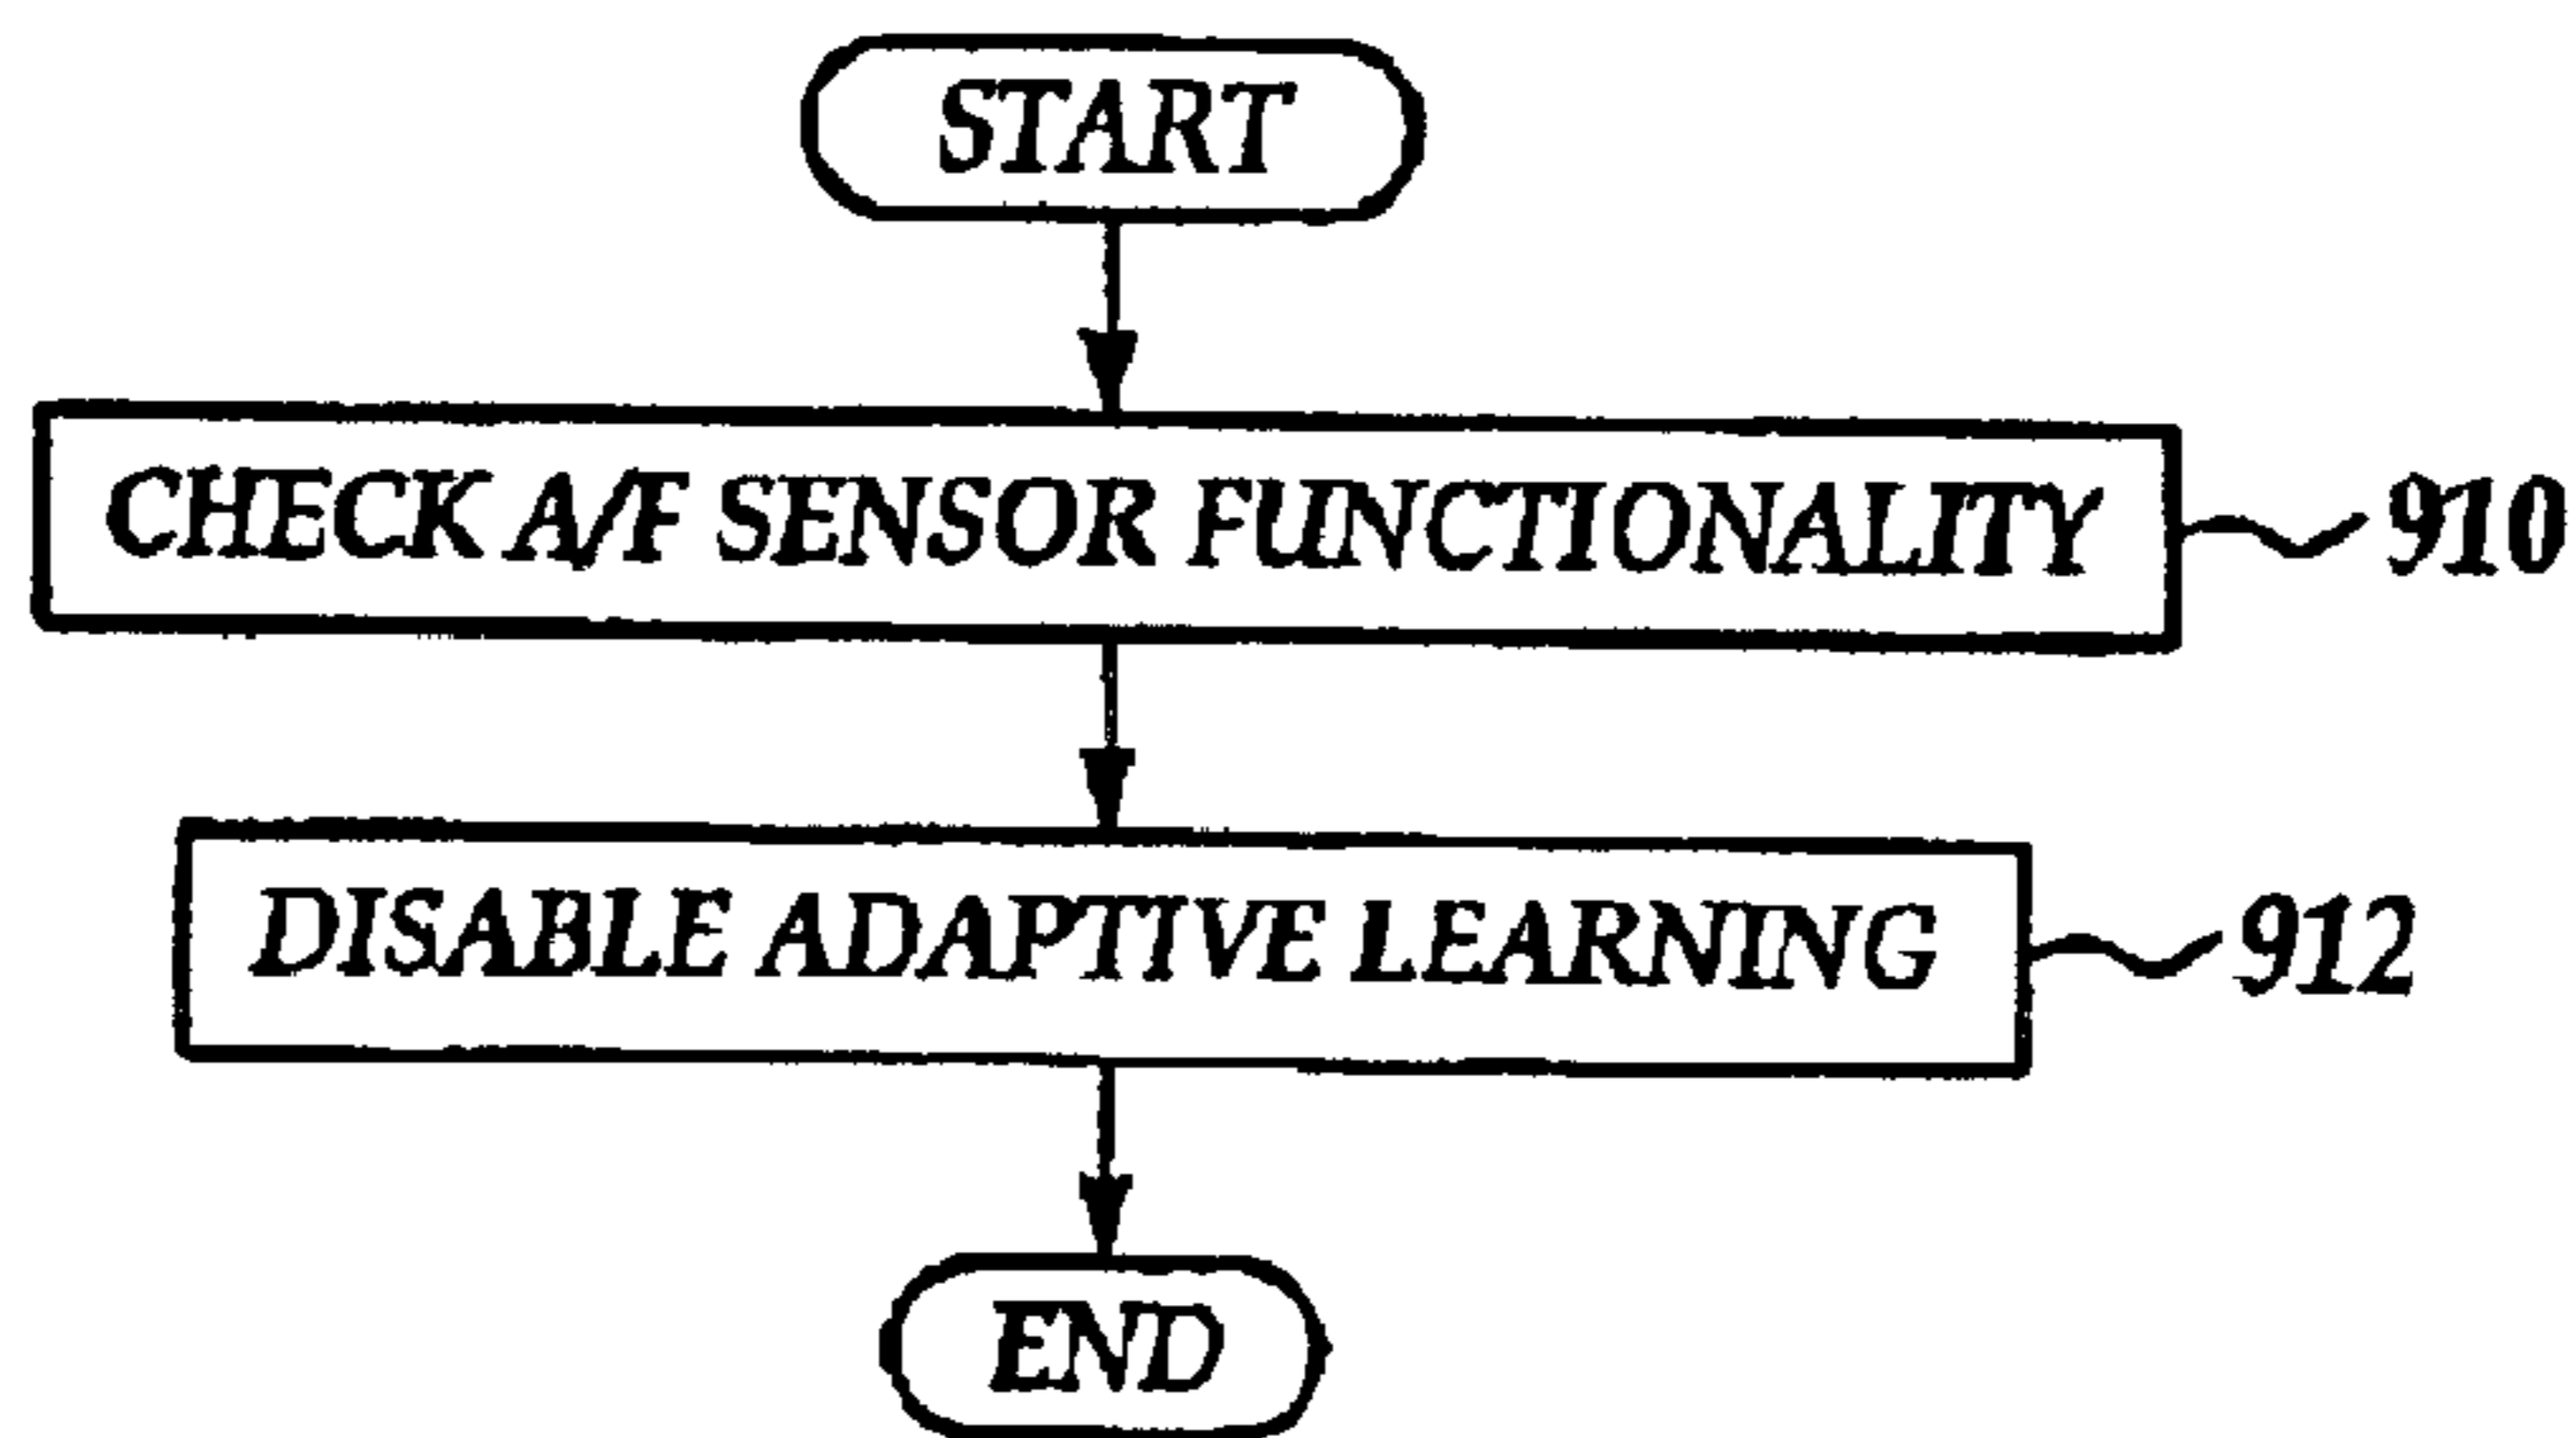 START
CHECK A/F SENSOR FUNCTIONALITY 910
DISABLE ADAPTIVE LEARNING 912
END